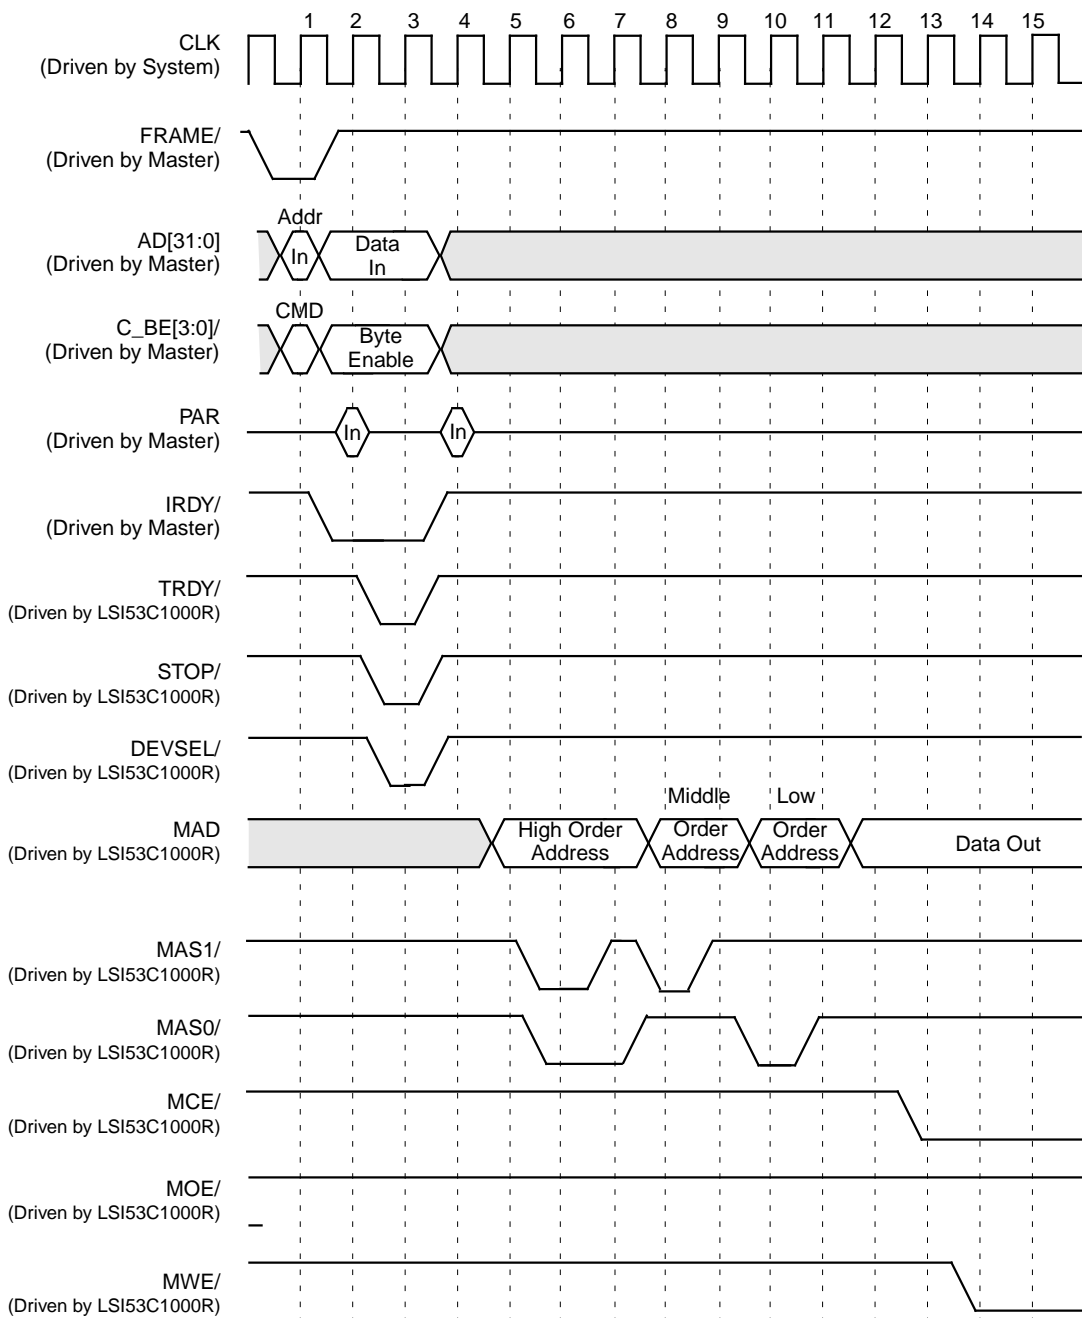 1 2 3 4 5 6 7 8 9 10 11 12 13 14 15
CLK
(Driven by System)
FRAME/
(Driven by Master)
Addr
AD[31:0]
(Driven by Master)
In
Data
In
CMD
C_BE[3:0]/
(Driven by Master)
Byte
Enable
PAR
(Driven by Master)
In
In
IRDY/
(Driven by Master)
TRDY/
(Driven by LSI53C1000R)
STOP/
(Driven by LSI53C1000R)
DEVSEL/
(Driven by LSI53C1000R)
MAD
(Driven by LSI53C1000R)
High Order
Address
Middle
Order
Address
Low
Order
Address
Data Out
MAS1/
(Driven by LSI53C1000R)
MAS0/
(Driven by LSI53C1000R)
MCE/
(Driven by LSI53C1000R)
MOE/
(Driven by LSI53C1000R)
MWE/
(Driven by LSI53C1000R)